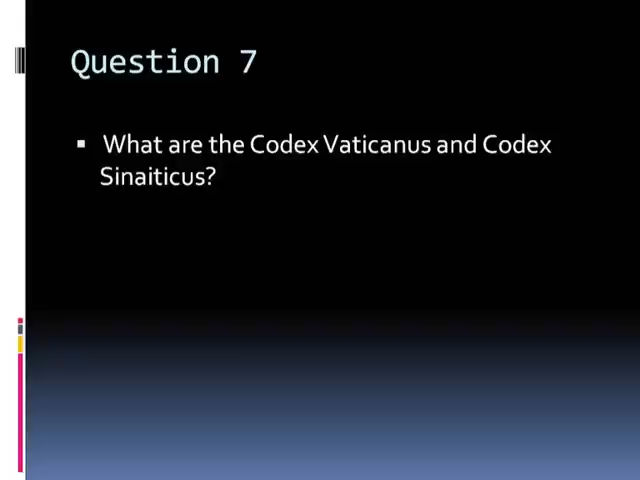 Question 7
▪ What are the Codex Vaticanus and Codex
Sinaiticus?